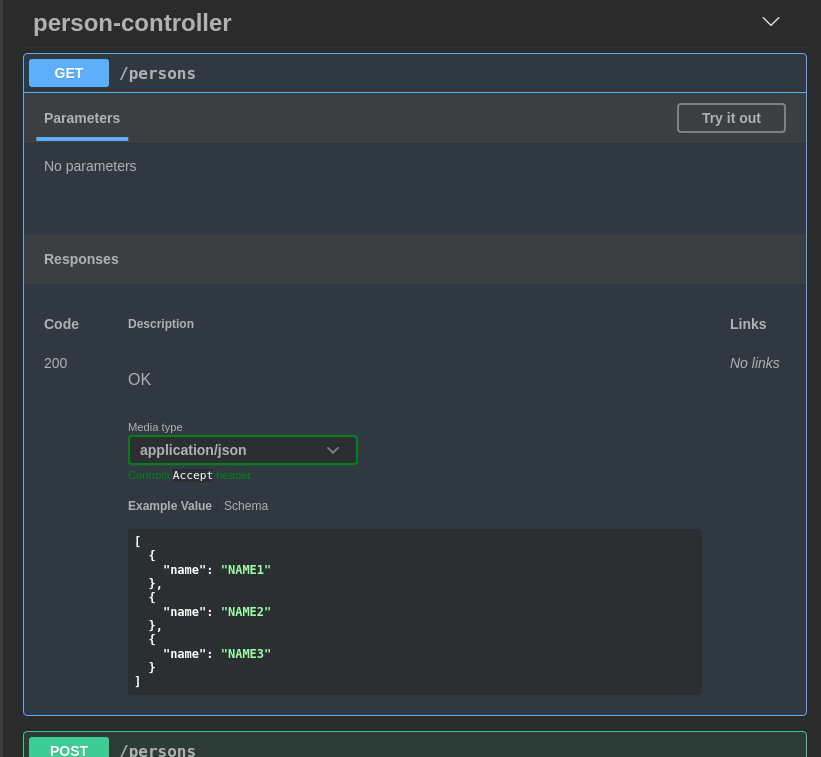 person-controller
GET /persons
Parameters Try it out
No parameters
Responses
Code Description Links
200 No links
OK
Media type
application/json
Controls Accept header.
Example Value Schema
[
  {
    "name": "NAME1"
  },
  {
    "name": "NAME2"
  },
  {
    "name": "NAME3"
  }
]
POST /persons